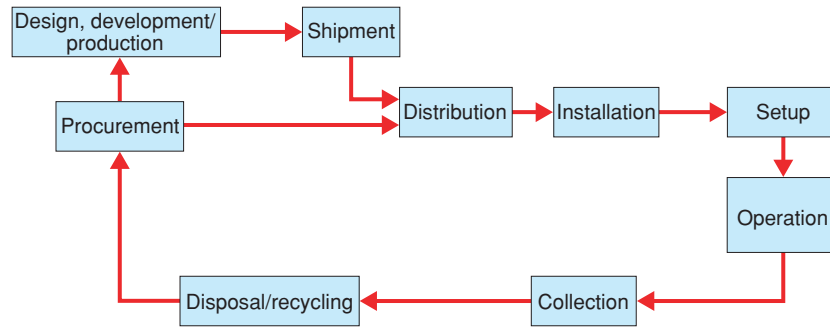 Design, development/
production
Shipment
Procurement
Distribution
Installation
Setup
Operation
Disposal/recycling
Collection